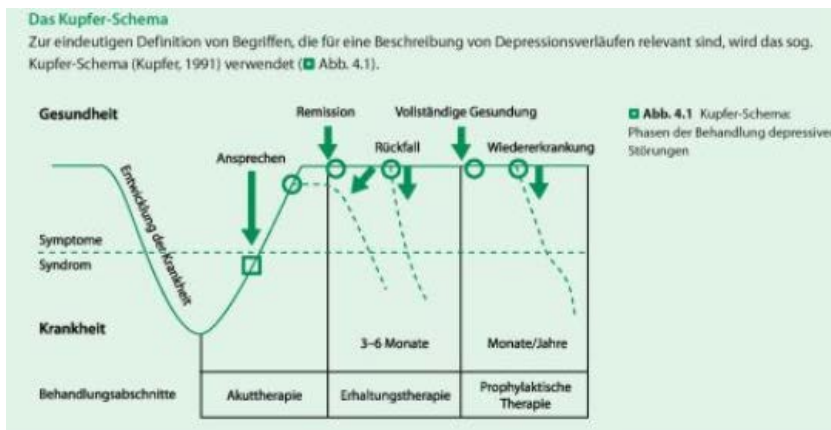 Das Kupfer-Schema
Zur eindeutigen Definition von Begriffen, die für eine Beschreibung von Depressionsverläufen relevant sind, wird das sog.
Kupfer-Schema (Kupfer, 1991) verwendet (Abb. 4.1).
Gesundheit
Remission
Vollständige Gesundung
Abb. 4.1 Kupfer-Schema:
Phasen der Behandlung depressiver
Störungen
Ansprechen
Rückfall
Wiedererkrankung
Entwicklung der Krankheit
Symptome
Syndrom
Krankheit
3–6 Monate
Monate/Jahre
Behandlungsabschnitte
Akuttherapie
Erhaltungstherapie
Prophylaktische
Therapie